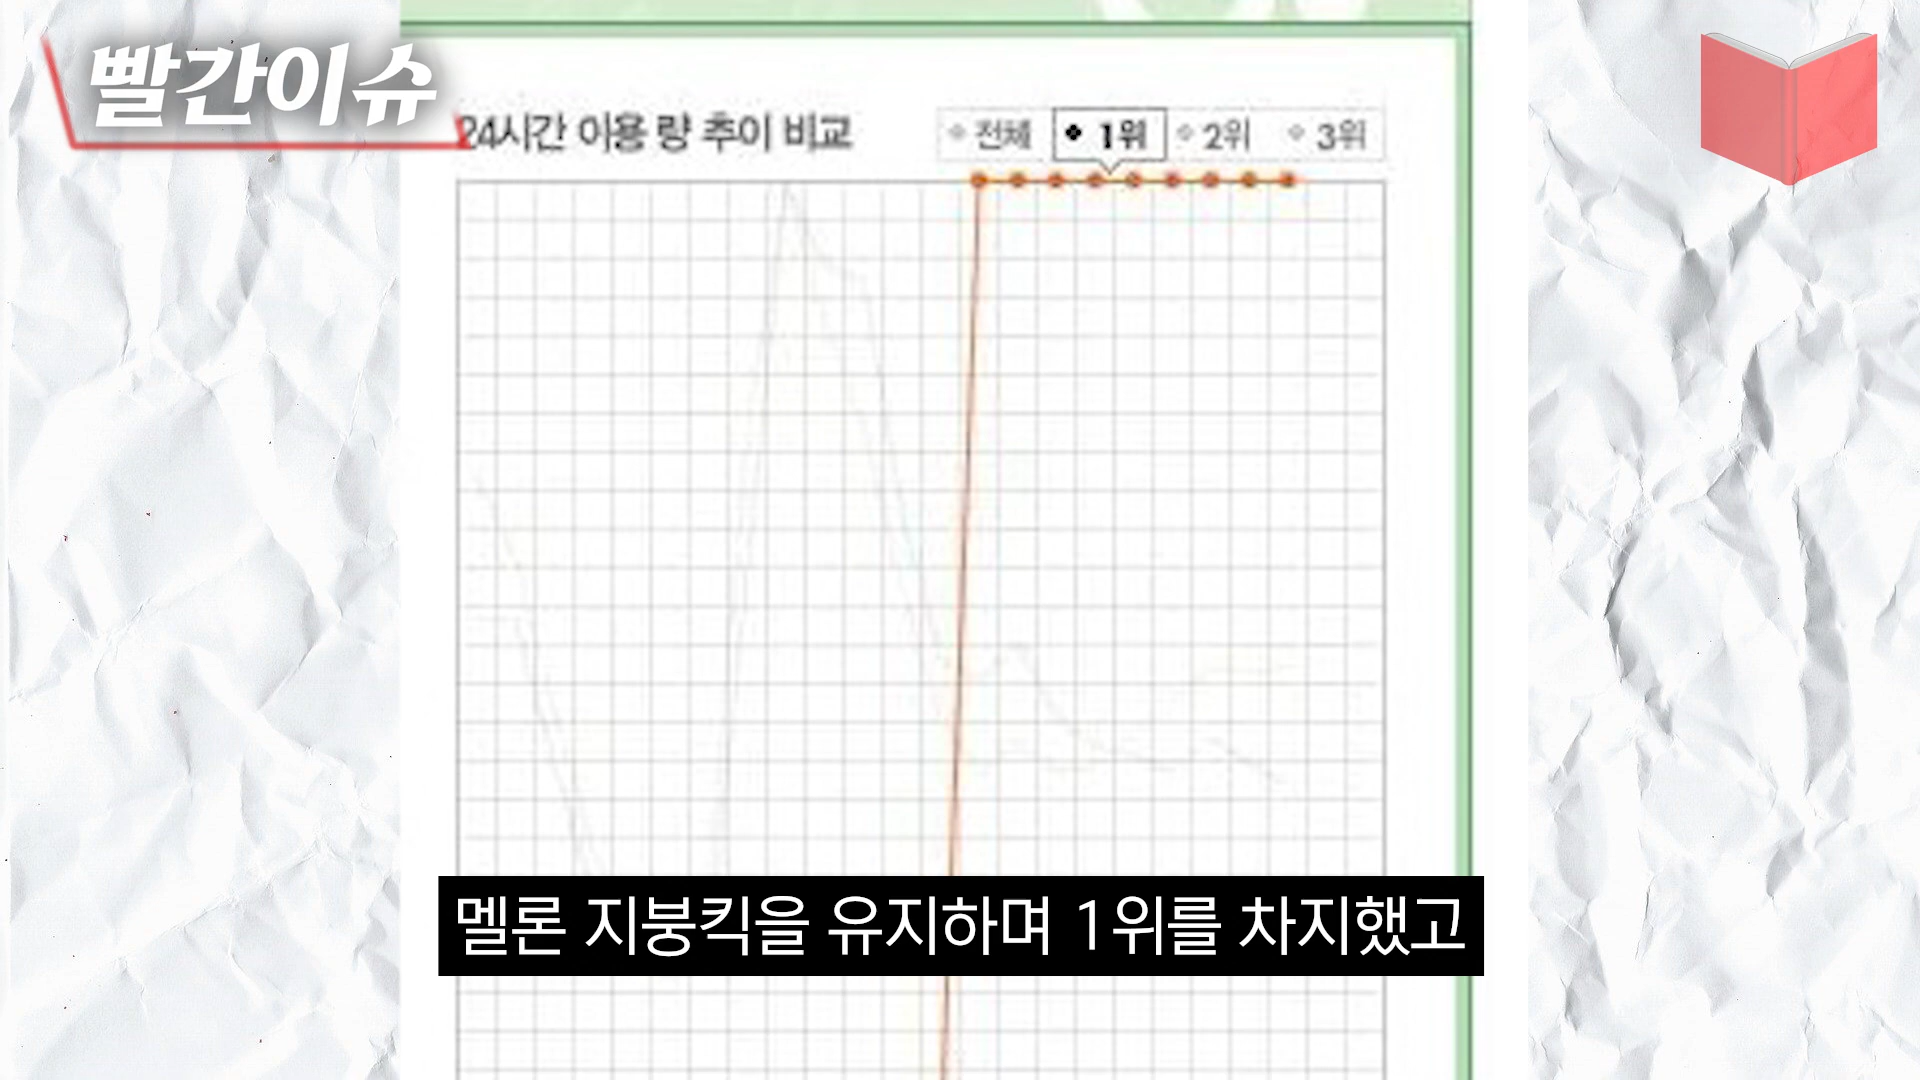 빨간이슈
24시간 이용 량 추이 비교
전체 1위 2위 3위
멜론 지붕킥을 유지하며 1위를 차지했고